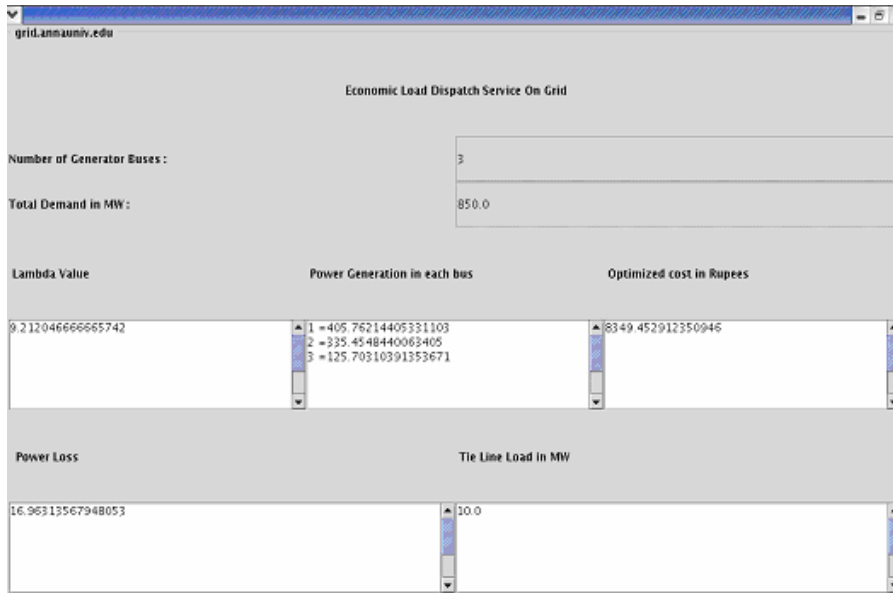 grid.annauniv.edu
Economic Load Dispatch Service On Grid
Number of Generator Buses :
3
Total Demand in MW :
850.0
Lambda Value
Power Generation in each bus
Optimized cost in Rupees
9.212046666665742
1 =405.76214405331103
2 =335.4548440063405
3 =125.70310391353671
8349.452912350946
Power Loss
Tie Line Load in MW
16.96313567948053
10.0